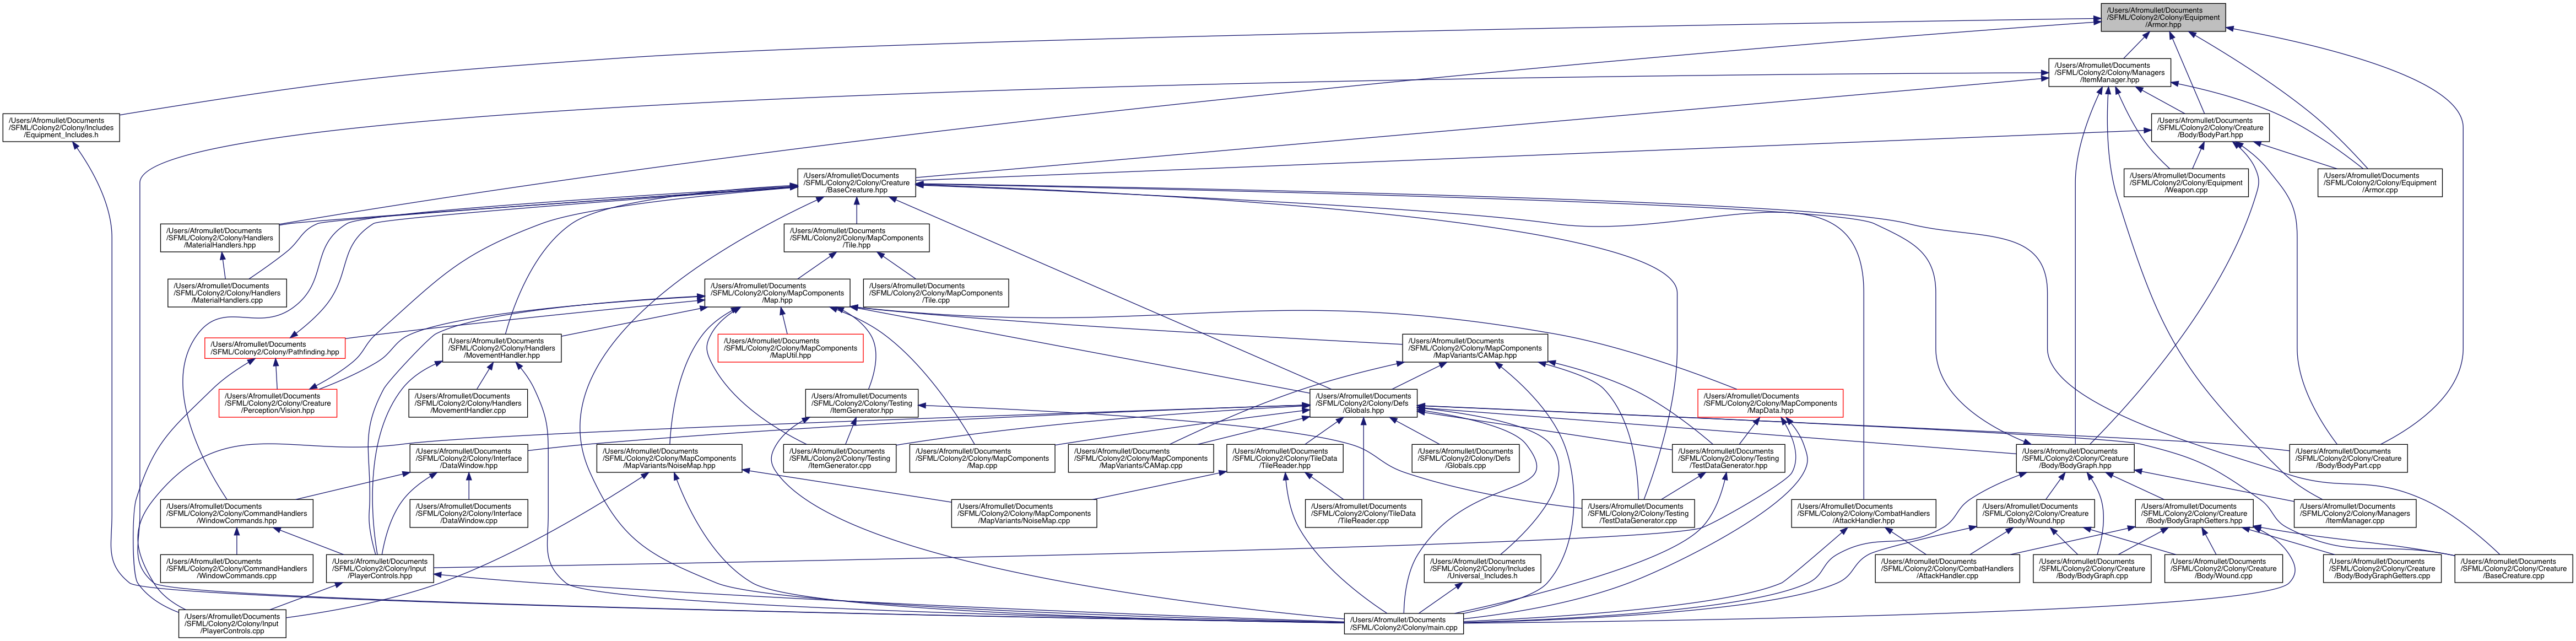 /Users/Afromullet/Documents
/SFML/Colony2/Colony/Equipment
/Armor.hpp
/Users/Afromullet/Documents
/SFML/Colony2/Colony/Managers
/ItemManager.hpp
/Users/Afromullet/Documents
/SFML/Colony2/Colony/Includes
/Equipment_Includes.h
/Users/Afromullet/Documents
/SFML/Colony2/Colony/Creature
/Body/BodyPart.hpp
/Users/Afromullet/Documents
/SFML/Colony2/Colony/Creature
/BaseCreature.hpp
/Users/Afromullet/Documents
/SFML/Colony2/Colony/Equipment
/Weapon.cpp
/Users/Afromullet/Documents
/SFML/Colony2/Colony/Equipment
/Armor.cpp
/Users/Afromullet/Documents
/SFML/Colony2/Colony/Handlers
/MaterialHandlers.hpp
/Users/Afromullet/Documents
/SFML/Colony2/Colony/MapComponents
/Tile.hpp
/Users/Afromullet/Documents
/SFML/Colony2/Colony/Handlers
/MaterialHandlers.cpp
/Users/Afromullet/Documents
/SFML/Colony2/Colony/MapComponents
/Map.hpp
/Users/Afromullet/Documents
/SFML/Colony2/Colony/MapComponents
/Tile.cpp
/Users/Afromullet/Documents
/SFML/Colony2/Colony/Pathfinding.hpp
/Users/Afromullet/Documents
/SFML/Colony2/Colony/Handlers
/MovementHandler.hpp
/Users/Afromullet/Documents
/SFML/Colony2/Colony/MapComponents
/MapUtil.hpp
/Users/Afromullet/Documents
/SFML/Colony2/Colony/MapComponents
/MapVariants/CAMap.hpp
/Users/Afromullet/Documents
/SFML/Colony2/Colony/Creature
/Perception/Vision.hpp
/Users/Afromullet/Documents
/SFML/Colony2/Colony/Handlers
/MovementHandler.cpp
/Users/Afromullet/Documents
/SFML/Colony2/Colony/Testing
/ItemGenerator.hpp
/Users/Afromullet/Documents
/SFML/Colony2/Colony/Defs
/Globals.hpp
/Users/Afromullet/Documents
/SFML/Colony2/Colony/MapComponents
/MapData.hpp
/Users/Afromullet/Documents
/SFML/Colony2/Colony/Interface
/DataWindow.hpp
/Users/Afromullet/Documents
/SFML/Colony2/Colony/MapComponents
/MapVariants/NoiseMap.hpp
/Users/Afromullet/Documents
/SFML/Colony2/Colony/Testing
/ItemGenerator.cpp
/Users/Afromullet/Documents
/SFML/Colony2/Colony/MapComponents
/Map.cpp
/Users/Afromullet/Documents
/SFML/Colony2/Colony/MapComponents
/MapVariants/CAMap.cpp
/Users/Afromullet/Documents
/SFML/Colony2/Colony/TileData
/TileReader.hpp
/Users/Afromullet/Documents
/SFML/Colony2/Colony/Defs
/Globals.cpp
/Users/Afromullet/Documents
/SFML/Colony2/Colony/Testing
/TestDataGenerator.hpp
/Users/Afromullet/Documents
/SFML/Colony2/Colony/Creature
/Body/BodyGraph.hpp
/Users/Afromullet/Documents
/SFML/Colony2/Colony/Creature
/Body/BodyPart.cpp
/Users/Afromullet/Documents
/SFML/Colony2/Colony/CommandHandlers
/WindowCommands.hpp
/Users/Afromullet/Documents
/SFML/Colony2/Colony/Interface
/DataWindow.cpp
/Users/Afromullet/Documents
/SFML/Colony2/Colony/MapComponents
/MapVariants/NoiseMap.cpp
/Users/Afromullet/Documents
/SFML/Colony2/Colony/TileData
/TileReader.cpp
/Users/Afromullet/Documents
/SFML/Colony2/Colony/Testing
/TestDataGenerator.cpp
/Users/Afromullet/Documents
/SFML/Colony2/Colony/CombatHandlers
/AttackHandler.hpp
/Users/Afromullet/Documents
/SFML/Colony2/Colony/Creature
/Body/Wound.hpp
/Users/Afromullet/Documents
/SFML/Colony2/Colony/Creature
/Body/BodyGraphGetters.hpp
/Users/Afromullet/Documents
/SFML/Colony2/Colony/Managers
/ItemManager.cpp
/Users/Afromullet/Documents
/SFML/Colony2/Colony/CommandHandlers
/WindowCommands.cpp
/Users/Afromullet/Documents
/SFML/Colony2/Colony/Input
/PlayerControls.hpp
/Users/Afromullet/Documents
/SFML/Colony2/Colony/Includes
/Universal_Includes.h
/Users/Afromullet/Documents
/SFML/Colony2/Colony/CombatHandlers
/AttackHandler.cpp
/Users/Afromullet/Documents
/SFML/Colony2/Colony/Creature
/Body/BodyGraph.cpp
/Users/Afromullet/Documents
/SFML/Colony2/Colony/Creature
/Body/Wound.cpp
/Users/Afromullet/Documents
/SFML/Colony2/Colony/Creature
/Body/BodyGraphGetters.cpp
/Users/Afromullet/Documents
/SFML/Colony2/Colony/Creature
/BaseCreature.cpp
/Users/Afromullet/Documents
/SFML/Colony2/Colony/Input
/PlayerControls.cpp
/Users/Afromullet/Documents
/SFML/Colony2/Colony/main.cpp